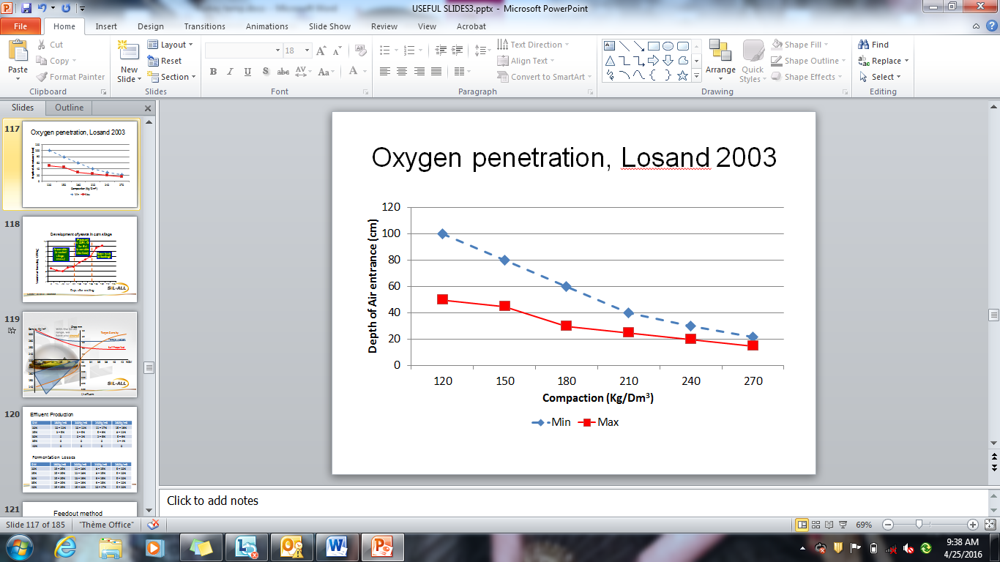 USEFUL SLIDES3.pptx - Microsoft PowerPoint
File Home Insert Design Transitions Animations Slide Show Review View Acrobat
Paste
Cut
Copy
Format Painter
Clipboard
New
Slide
Layout
Reset
Section
Slides
18
Font
Text Direction
Align Text
Convert to SmartArt
Paragraph
Arrange
Quick
Styles
Shape Fill
Shape Outline
Shape Effects
Drawing
Find
Replace
Select
Editing
Slides Outline
117
Oxygen penetration, Losand 2003
118
Development of yeasts in corn silage
SIL-ALL
119
SIL-ALL
120
Effluent Production
Fermentation Losses
121
Feedout method
Oxygen penetration, Losand 2003
Depth of Air entrance (cm)
120
100
80
60
40
20
0
120 150 180 210 240 270
Compaction (Kg/Dm³)
Min Max
Click to add notes
Slide 117 of 185 "Thème Office" 69%
9:38 AM
4/25/2016